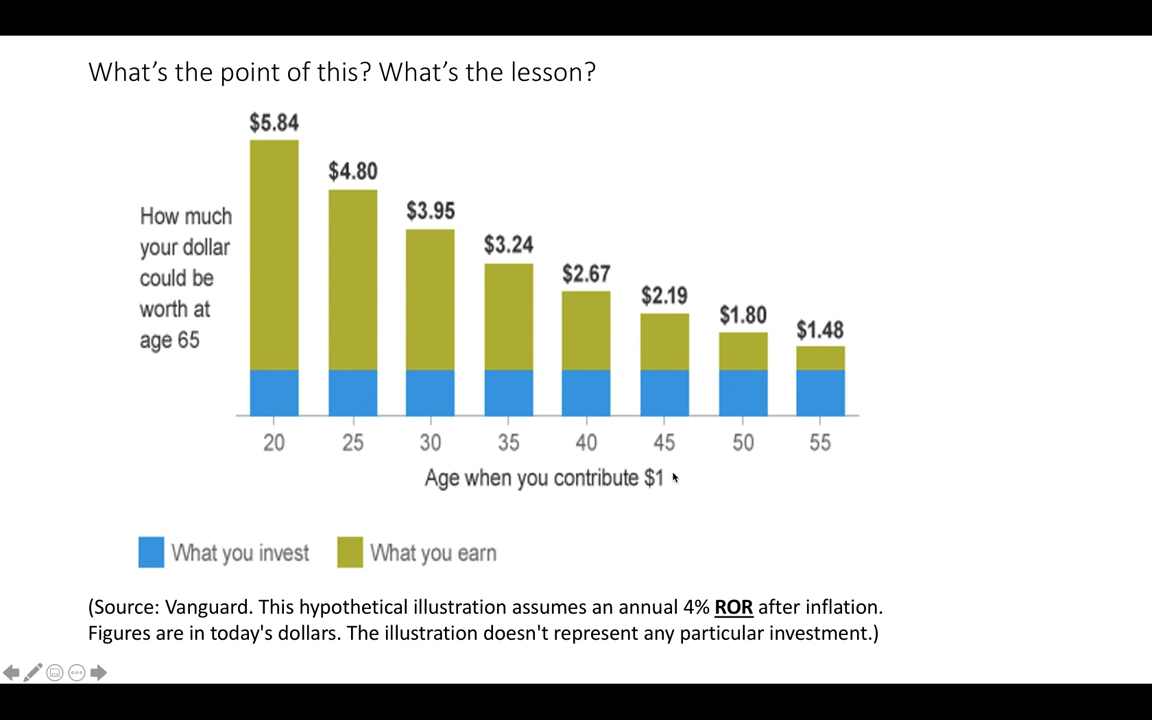 What’s the point of this? What’s the lesson?
$5.84
$4.80
$3.95
$3.24
$2.67
$2.19
$1.80
$1.48
How much
your dollar
could be
worth at
age 65
20 25 30 35 40 45 50 55
Age when you contribute $1
What you invest What you earn
(Source: Vanguard. This hypothetical illustration assumes an annual 4% ROR after inflation.
Figures are in today's dollars. The illustration doesn't represent any particular investment.)